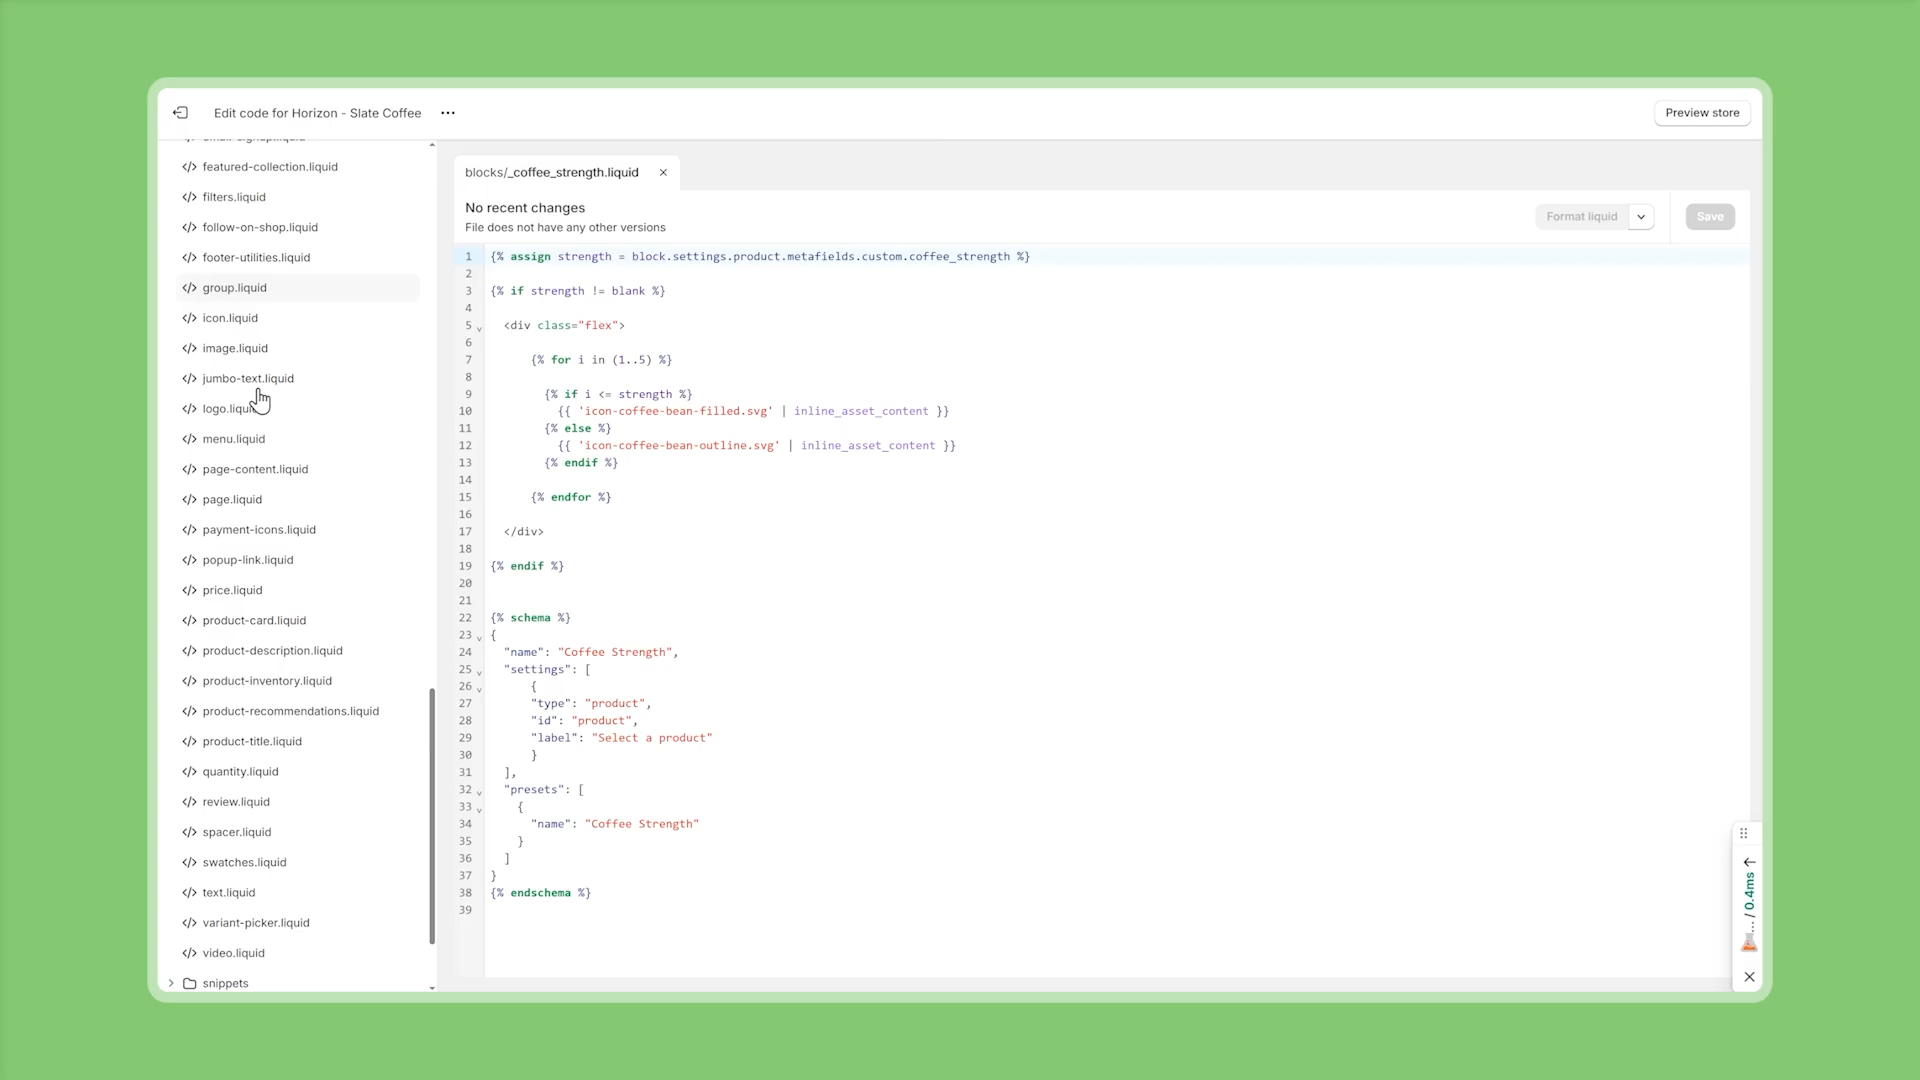 Edit code for Horizon - Slate Coffee
Preview store
featured-collection.liquid
filters.liquid
follow-on-shop.liquid
footer-utilities.liquid
group.liquid
icon.liquid
image.liquid
jumbo-text.liquid
menu.liquid
page-content.liquid
page.liquid
payment-icons.liquid
popup-link.liquid
price.liquid
product-card.liquid
product-description.liquid
product-inventory.liquid
product-recommendations.liquid
product-title.liquid
quantity.liquid
review.liquid
spacer.liquid
swatches.liquid
text.liquid
variant-picker.liquid
video.liquid
snippets
blocks/_coffee_strength.liquid
No recent changes
File does not have any other versions
Format liquid
Save
1 {% assign strength = block.settings.product.metafields.custom.coffee_strength %}
2
3 {% if strength != blank %}
4
5 <div class="flex">
6
7 {% for i in (1..5) %}
8
9 {% if i <= strength %}
10 {{ 'icon-coffee-bean-filled.svg' | inline_asset_content }}
11 {% else %}
12 {{ 'icon-coffee-bean-outline.svg' | inline_asset_content }}
13 {% endif %}
14
15 {% endfor %}
16
17 </div>
18
19 {% endif %}
20
21
22 {% schema %}
23 {
24 "name": "Coffee Strength",
25 "settings": [
26 {
27 "type": "product",
28 "id": "product",
29 "label": "Select a product"
30 }
31 ],
32 "presets": [
33 {
34 "name": "Coffee Strength"
35 }
36 ]
37 }
38 {% endschema %}
39
... / 0.4ms